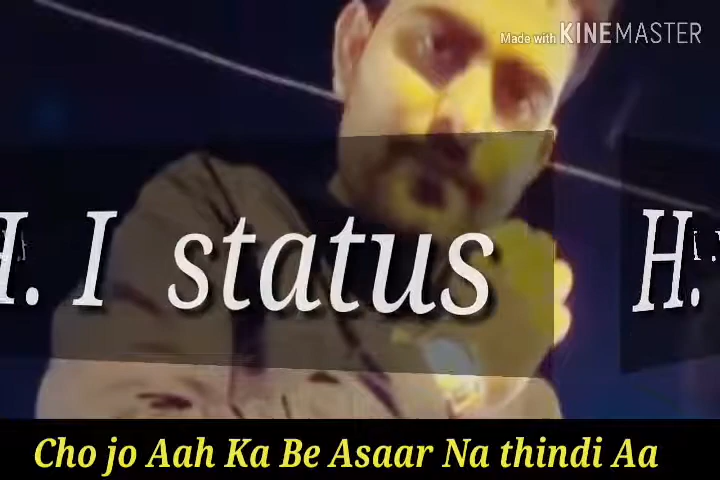 Made with KINEMASTER
H. I status H.
Cho jo Aah Ka Be Asaar Na thindi Aa